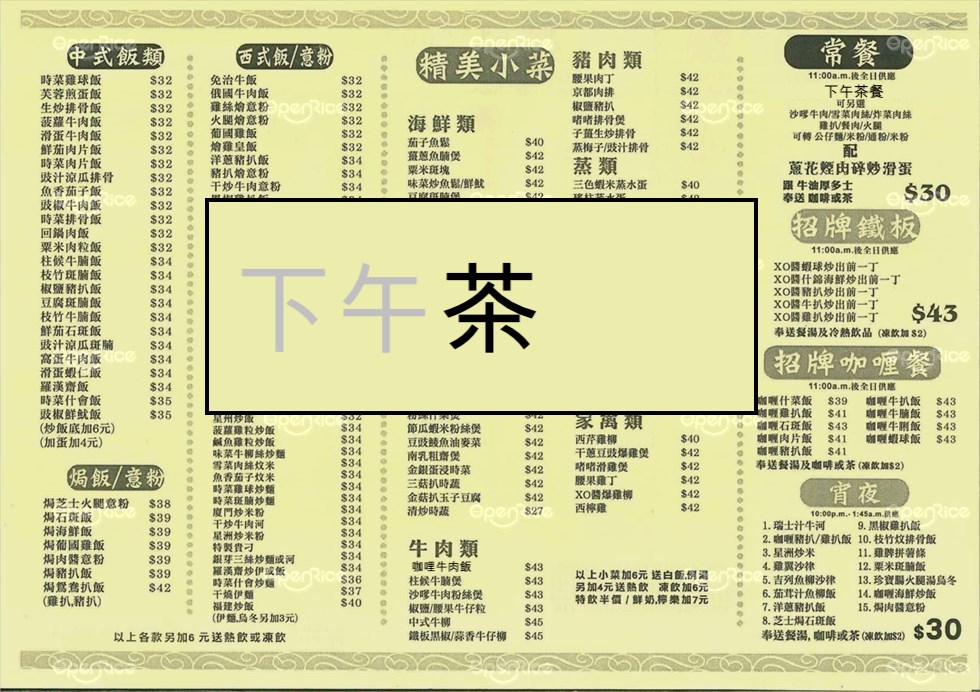 中式飯類
時菜雞球飯 $32
芙蓉煎蛋飯 $32
生炒排骨飯 $32
菠蘿牛肉飯 $32
滑蛋牛肉飯 $32
鮮茄肉片飯 $32
時菜肉片飯 $32
豉汁涼瓜排骨 $32
魚香茄子飯 $32
豉椒牛肉飯 $32
時菜排骨飯 $32
回鍋肉飯 $32
粟米肉粒飯 $32
柱候牛腩飯 $34
枝竹斑腩飯 $34
椒鹽豬扒飯 $34
豆腐斑腩飯 $34
枝竹牛腩飯 $34
鮮茄石斑飯 $34
豉汁涼瓜斑腩 $34
窩蛋牛肉飯 $34
滑蛋蝦仁飯 $34
羅漢齋飯 $34
時菜什會飯 $35
豉椒鮮魷飯 $35
(炒飯底加6元)
(加蛋加4元)
焗飯/意粉
焗芝士火腿意粉 $38
焗石斑飯 $39
焗海鮮飯 $39
焗葡國雞飯 $39
焗肉醬意粉 $39
焗豬扒飯 $39
焗鴛鴦扒飯 $42
(雞扒,豬扒)
以上各款另加6元送熱飲或凍飲
西式飯/意粉
免治牛飯 $32
俄國牛肉飯 $32
雞絲燴意粉 $32
火腿燴意粉 $32
葡國雞飯 $32
燴雞皇飯 $32
洋蔥豬扒飯 $34
豬扒燴意粉 $34
干炒牛肉意粉 $34
下午茶
星州炒飯 $32
菠蘿雞粒炒飯 $34
鹹魚雞粒炒飯 $34
味菜牛柳絲炒麵 $34
雪菜肉絲炆米 $34
魚香茄子炆米 $34
時菜雞球炒麵 $34
時菜斑腩炒麵 $34
廈門炒米粉 $34
干炒牛肉河 $34
星洲炒米粉 $34
特製貴刁 $34
銀芽三絲炒麵或河 $34
羅漢齋炒伊或飯 $34
時菜什會炒麵 $36
干燒伊麵 $37
福建炒飯 $40
(伊麵,烏冬另加3元)
精美小菜
海鮮類
茄子魚鬆 $40
薑蔥魚腩煲 $42
粟米斑塊 $42
味菜炒魚鬆/鮮魷 $42
豆腐斑腩煲 $42
粉絲什菜煲 $42
節瓜蝦米粉絲煲 $42
豆豉鯪魚油麥菜 $42
南乳粗齋煲 $42
金銀蛋浸時菜 $42
三菇扒時蔬 $42
金菇扒玉子豆腐 $42
清炒時蔬 $27
牛肉類
咖哩牛肉飯 $43
柱候牛腩煲 $43
沙嗲牛肉粉絲煲 $43
椒鹽/腰果牛仔粒 $43
中式牛柳 $45
鐵板黑椒/蒜香牛仔柳 $45
豬肉類
腰果肉丁 $42
京都肉排 $42
椒鹽豬扒 $42
啫啫排骨煲 $42
子薑生炒排骨 $42
蒸梅子/豉汁排骨 $42
蒸類
三色蝦米蒸水蛋 $40
家禽類
西芹雞柳 $40
干蔥豆豉爆雞煲 $42
啫啫滑雞煲 $42
腰果雞丁 $42
XO醬爆雞柳 $42
西檸雞 $42
以上小菜加6元 送白飯,例湯
另加4元送熱飲 凍飲加6元
特飲半價/鮮奶,檸樂加7元
常餐
11:00a.m.後全日供應
下午茶餐
可另選
沙嗲牛肉/雪菜肉絲/炸菜肉絲
雞扒/餐肉/火腿
可轉 公仔麵/米粉/通粉/米粉
配
蔥花煙肉碎炒滑蛋
跟 牛油厚多士
奉送 咖啡或茶 $30
招牌鐵板
11:00a.m.後全日供應
XO醬蝦球炒出前一丁
XO醬什錦海鮮炒出前一丁
XO醬豬扒炒出前一丁
XO醬牛扒炒出前一丁
XO醬雞扒炒出前一丁 $43
奉送餐湯及冷熱飲品 (凍飲加 $2)
招牌咖喱餐
11:00a.m.後全日供應
咖喱什菜飯 $39 咖喱牛扒飯 $43
咖喱雞扒飯 $41 咖喱牛腩飯 $43
咖喱石斑飯 $43 咖喱牛脷飯 $43
咖喱肉片飯 $41 咖喱蝦球飯 $43
咖喱豬扒飯 $41
奉送餐湯及咖啡或茶 (凍飲加$2)
宵夜
10:00p.m.- 1:45a.m.供應
1. 瑞士汁牛河 9. 黑椒雞扒飯
2. 咖喱豬扒/雞扒飯 10. 枝竹炆排骨飯
3. 星洲炒米 11. 雞髀拼薯條
4. 雞翼沙律 12. 粟米斑腩飯
5. 吉列魚柳沙律 13. 珍寶腸火腿湯烏冬
6. 茄茸汁魚柳飯 14. 咖喱海鮮炒飯
7. 洋蔥豬扒飯 15. 焗肉醬意粉
8. 芝士焗石斑飯
奉送餐湯, 咖啡或茶 (凍飲加$2) $30